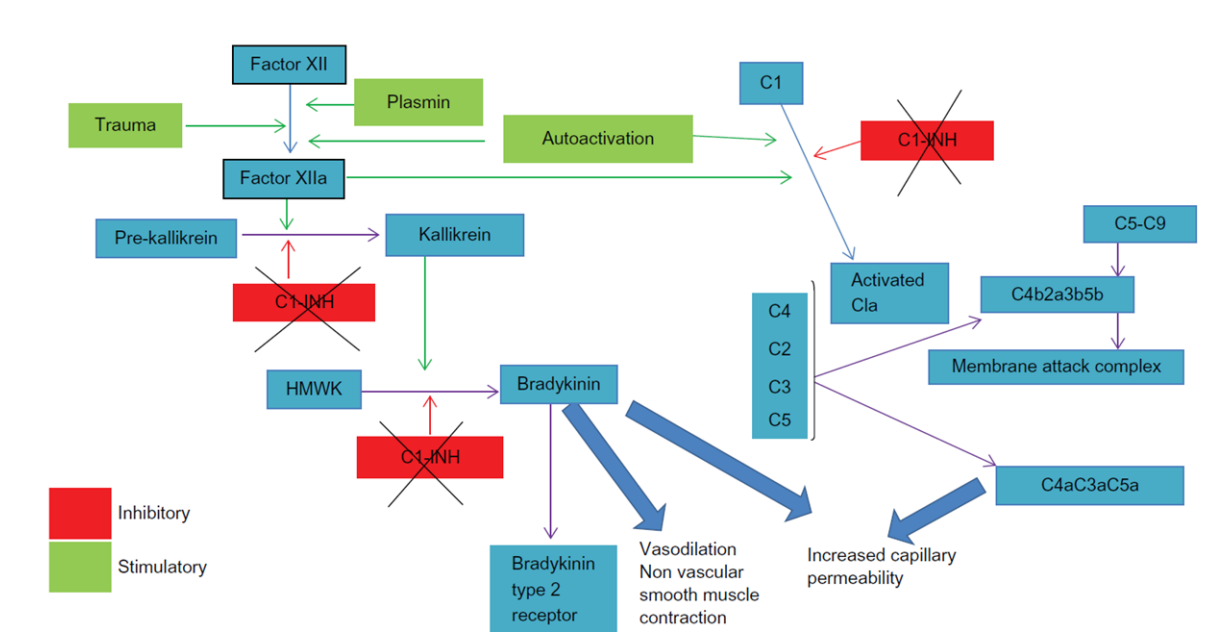 Factor XII
C1
Plasmin
Trauma
Autoactivation
C1-INH
Factor XIIa
Pre-kallikrein
Kallikrein
C5-C9
C1-INH
Activated
Cla
C4b2a3b5b
C4
C2
C3
C5
Membrane attack complex
HMWK
Bradykinin
C1-INH
C4aC3aC5a
Inhibitory
Stimulatory
Bradykinin
type 2
receptor
Vasodilation
Non vascular
smooth muscle
contraction
Increased capillary
permeability